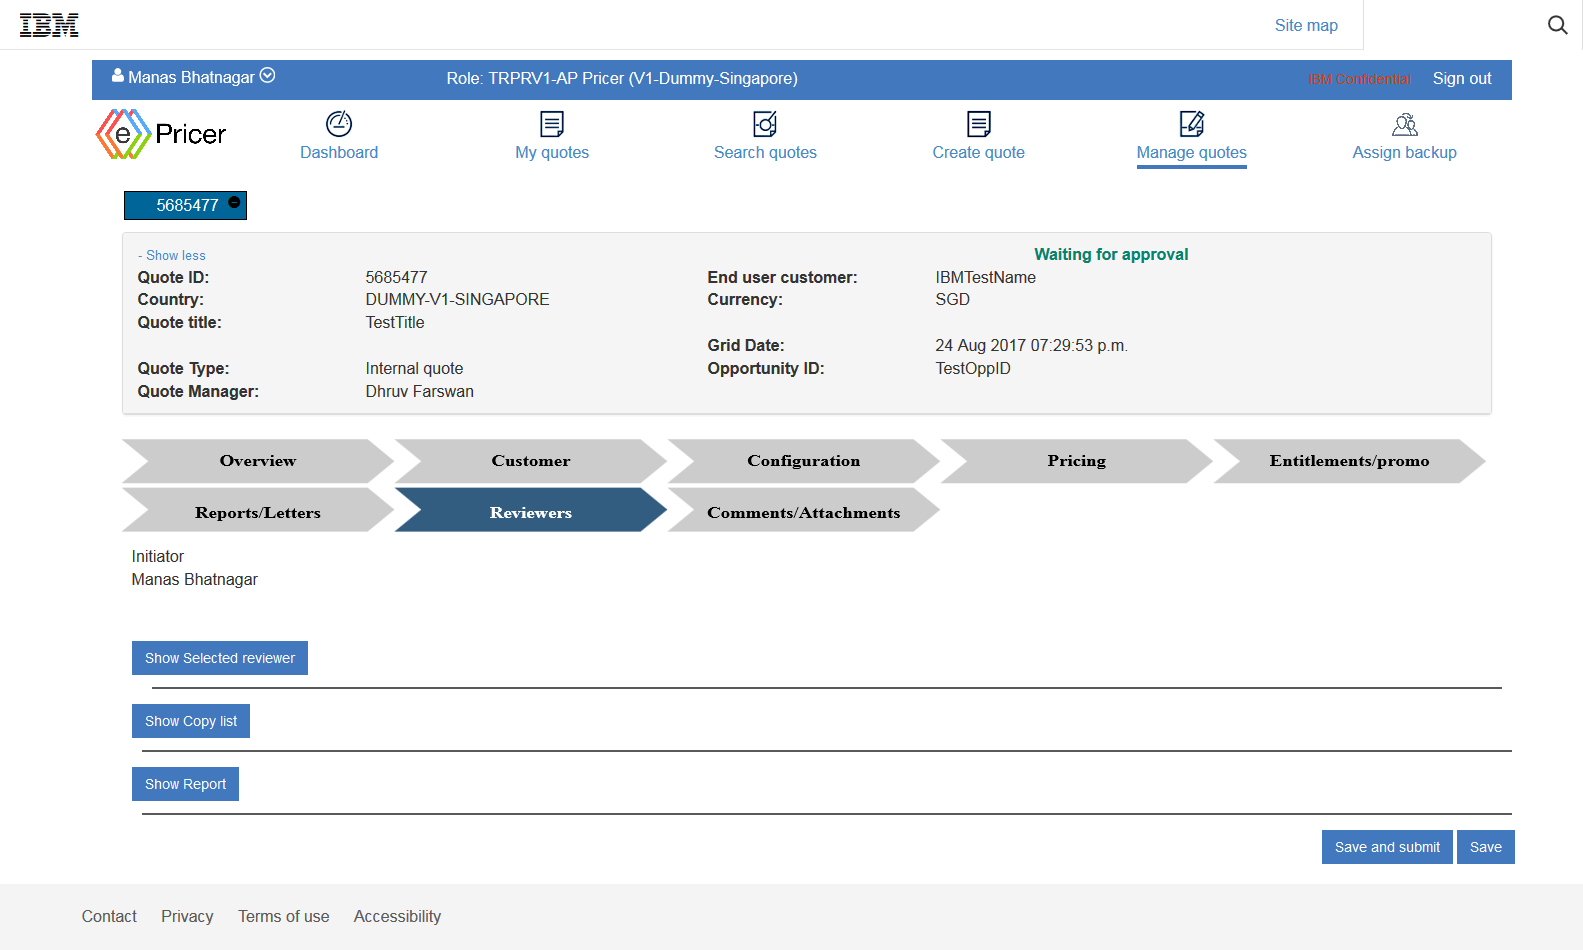 IBM
Site map
Manas Bhatnagar
Role: TRPRV1-AP Pricer (V1-Dummy-Singapore)
IBM Confidential
Sign out
e Pricer
Dashboard
My quotes
Search quotes
Create quote
Manage quotes
Assign backup
5685477
- Show less
Waiting for approval
Quote ID: 5685477 End user customer: IBMTestName
Country: DUMMY-V1-SINGAPORE Currency: SGD
Quote title: TestTitle
Grid Date: 24 Aug 2017 07:29:53 p.m.
Quote Type: Internal quote Opportunity ID: TestOppID
Quote Manager: Dhruv Farswan
Overview
Customer
Configuration
Pricing
Entitlements/promo
Reports/Letters
Reviewers
Comments/Attachments
Initiator
Manas Bhatnagar
Show Selected reviewer
Show Copy list
Show Report
Save and submit
Save
Contact
Privacy
Terms of use
Accessibility